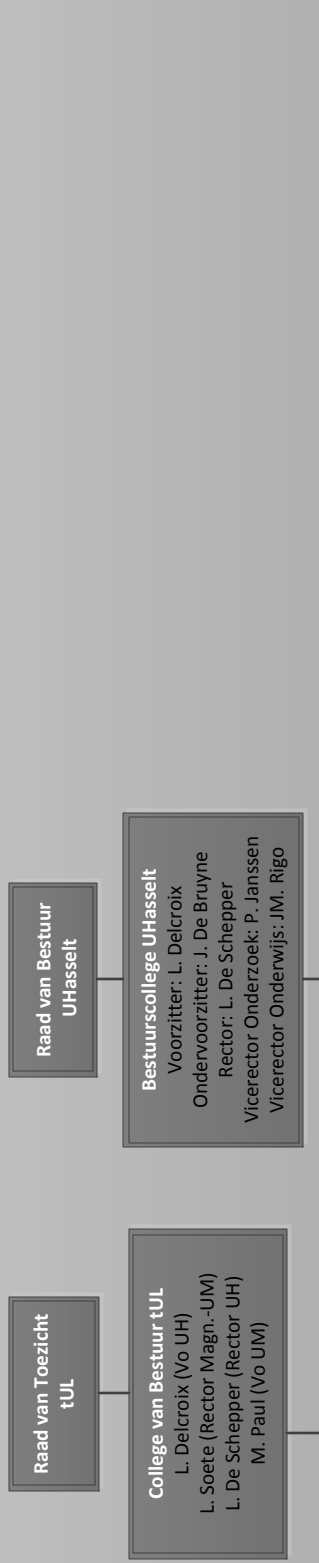 Raad van Toezicht
tUL
College van Bestuur tUL
L. Delcroix (Vo UH)
L. Soete (Rector Magn.-UM)
L. De Schepper (Rector UH)
M. Paul (Vo UM)
Raad van Bestuur
UHasselt
Bestuurscollege UHasselt
Voorzitter: L. Delcroix
Ondervoorzitter: J. De Bruyne
Rector: L. De Schepper
Vicerector Onderzoek: P. Janssen
Vicerector Onderwijs: JM. Rigo